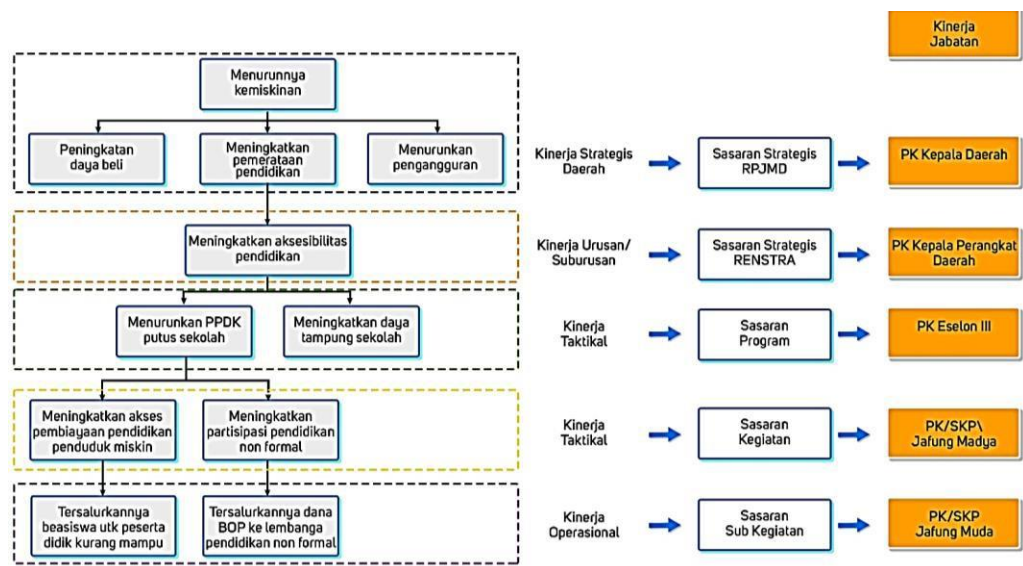 Kinerja
Jabatan
Menurunnya
kemiskinan
Peningkatan
daya beli
Meningkatkan
pemerataan
pendidikan
Menurunkan
pengangguran
Kinerja Strategis
Daerah
Sasaran Strategis
RPJMD
PK Kepala Daerah
Meningkatkan aksesibilitas
pendidikan
Kinerja Urusan/
Suburusan
Sasaran Strategis
RENSTRA
PK Kepala Perangkat
Daerah
Menurunkan PPDK
putus sekolah
Meningkatkan daya
tampung sekolah
Kinerja
Taktikal
Sasaran
Program
PK Eselon III
Meningkatkan akses
pembiayaan pendidikan
penduduk miskin
Meningkatkan
partisipasi pendidikan
non formal
Kinerja
Taktikal
Sasaran
Kegiatan
PK/SKP\
Jafung Madya
Tersalurkannya
beasiswa utk peserta
didik kurang mampu
Tersalurkannya dana
BOP ke lembanga
pendidikan non formal
Kinerja
Operasional
Sasaran
Sub Kegiatan
PK/SKP
Jafung Muda